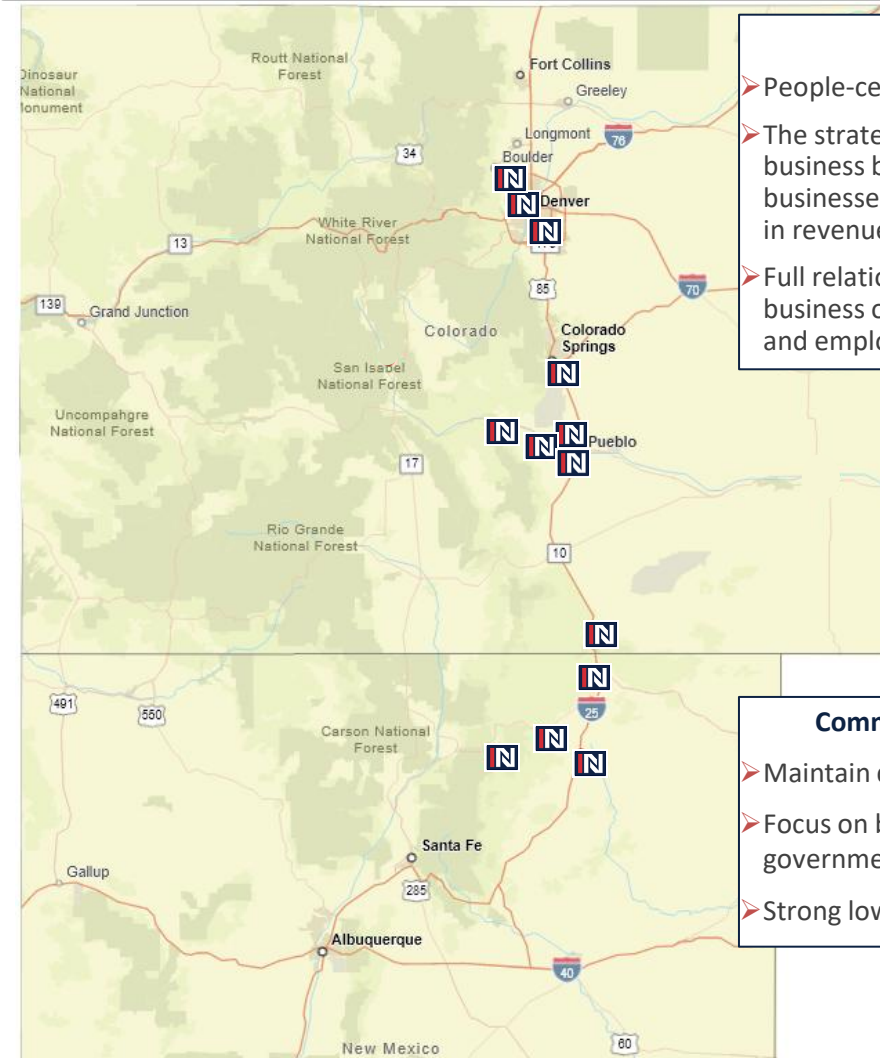 Routt National
Forest
Dinosaur
National
Monument
Fort Collins
Greeley
Longmont
76
34
Boulder
Denver
White River
National Forest
13
139
Grand Junction
85
70
Colorado
Colorado
Springs
San Isabel
National Forest
Uncompahgre
National Forest
Pueblo
17
Rio Grande
National Forest
10
491
550
25
Carson National
Forest
Santa Fe
Gallup
285
Albuquerque
40
New Mexico
60
➢People-ce
➢The strate
business b
businesse
in revenue
➢Full relatio
business o
and emplo
Comm
➢Maintain
➢Focus on b
governme
➢Strong low